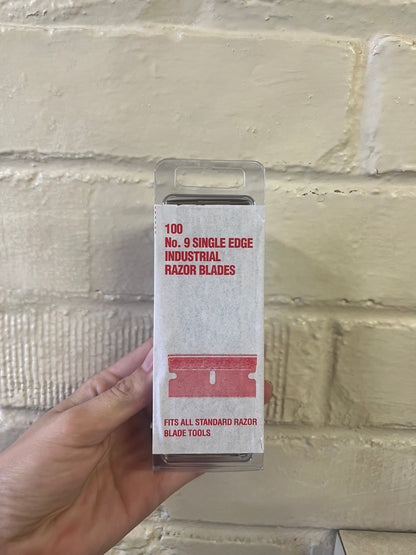 100
No. 9 SINGLE EDGE
INDUSTRIAL
RAZOR BLADES
FITS ALL STANDARD RAZOR
BLADE TOOLS